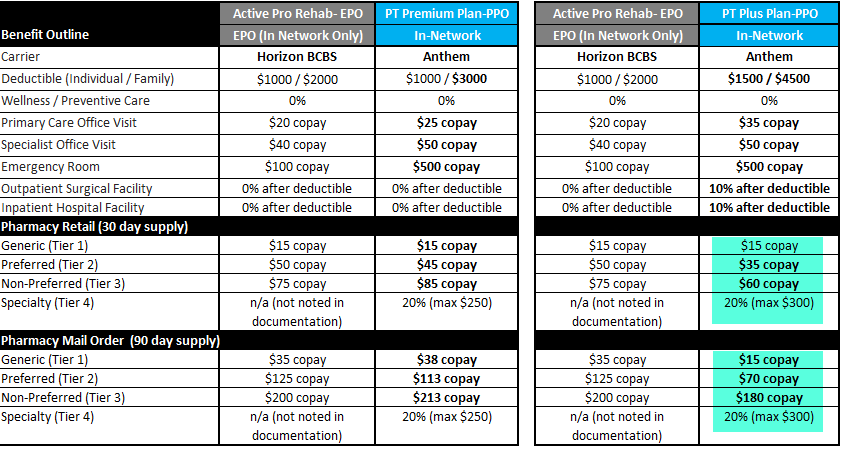 Active Pro Rehab- EPO PT Premium Plan-PPO Active Pro Rehab- EPO PT Plus Plan-PPO
Benefit Outline EPO (In Network Only) In-Network EPO (In Network Only) In-Network
Carrier Horizon BCBS Anthem Horizon BCBS Anthem
Deductible (Individual / Family) $1000 / $2000 $1000 / $3000 $1000 / $2000 $1500 / $4500
Wellness / Preventive Care 0% 0% 0% 0%
Primary Care Office Visit $20 copay $25 copay $20 copay $35 copay
Specialist Office Visit $40 copay $50 copay $40 copay $50 copay
Emergency Room $100 copay $500 copay $100 copay $500 copay
Outpatient Surgical Facility 0% after deductible 0% after deductible 0% after deductible 10% after deductible
Inpatient Hospital Facility 0% after deductible 0% after deductible 0% after deductible 10% after deductible
Pharmacy Retail (30 day supply)
Generic (Tier 1) $15 copay $15 copay $15 copay $15 copay
Preferred (Tier 2) $50 copay $45 copay $50 copay $35 copay
Non-Preferred (Tier 3) $75 copay $85 copay $75 copay $60 copay
Specialty (Tier 4) n/a (not noted in 20% (max $250) n/a (not noted in 20% (max $300)
documentation) documentation)
Pharmacy Mail Order (90 day supply)
Generic (Tier 1) $35 copay $38 copay $35 copay $15 copay
Preferred (Tier 2) $125 copay $113 copay $125 copay $70 copay
Non-Preferred (Tier 3) $200 copay $213 copay $200 copay $180 copay
Specialty (Tier 4) n/a (not noted in 20% (max $250) n/a (not noted in 20% (max $300)
documentation) documentation)